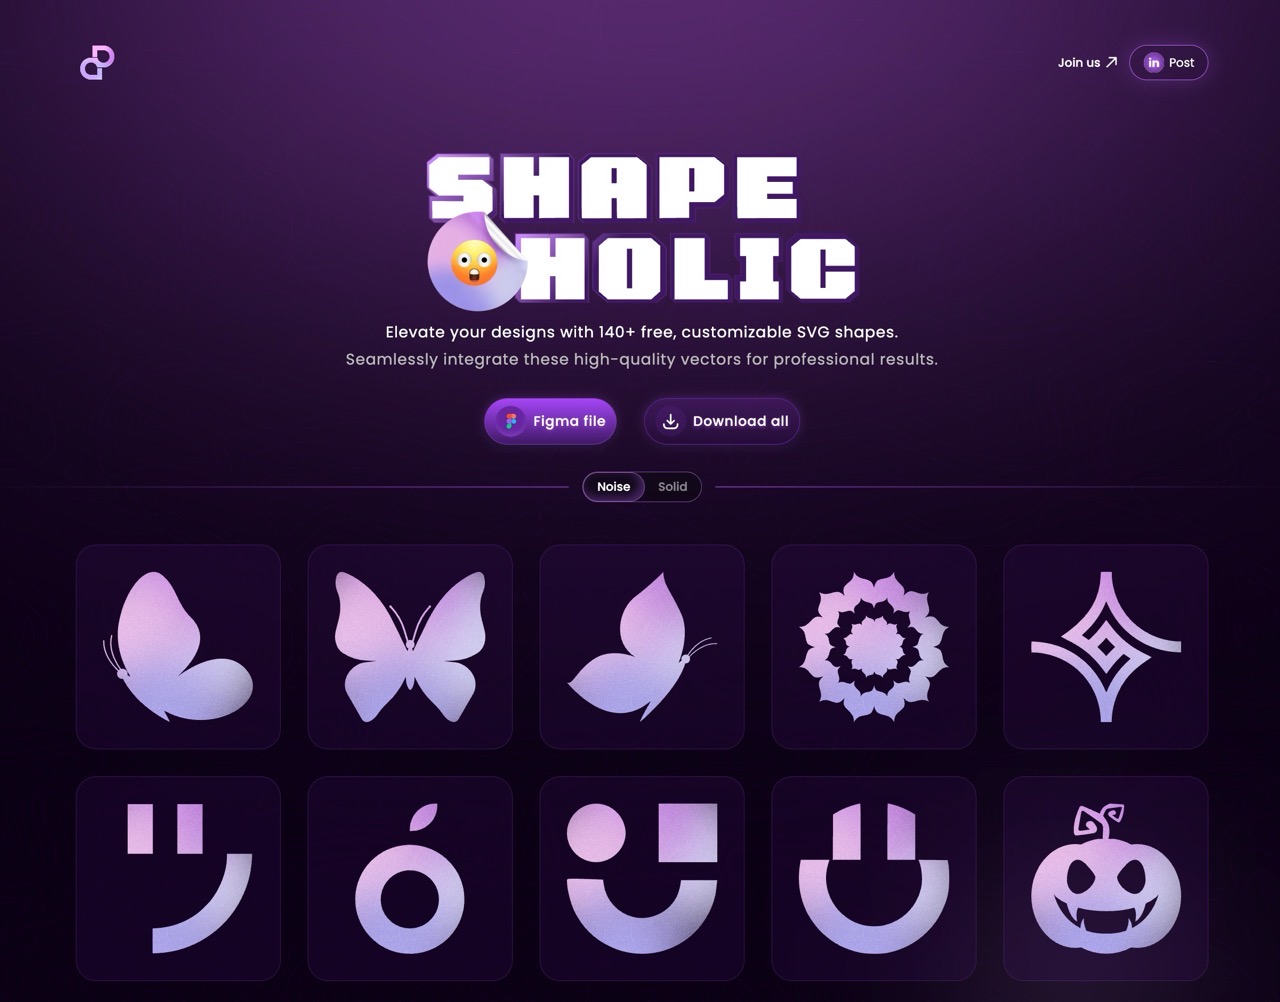 Join us
in Post
SHAPE
HOLIC
Elevate your designs with 140+ free, customizable SVG shapes.
Seamlessly integrate these high-quality vectors for professional results.
Figma file
Download all
Noise
Solid